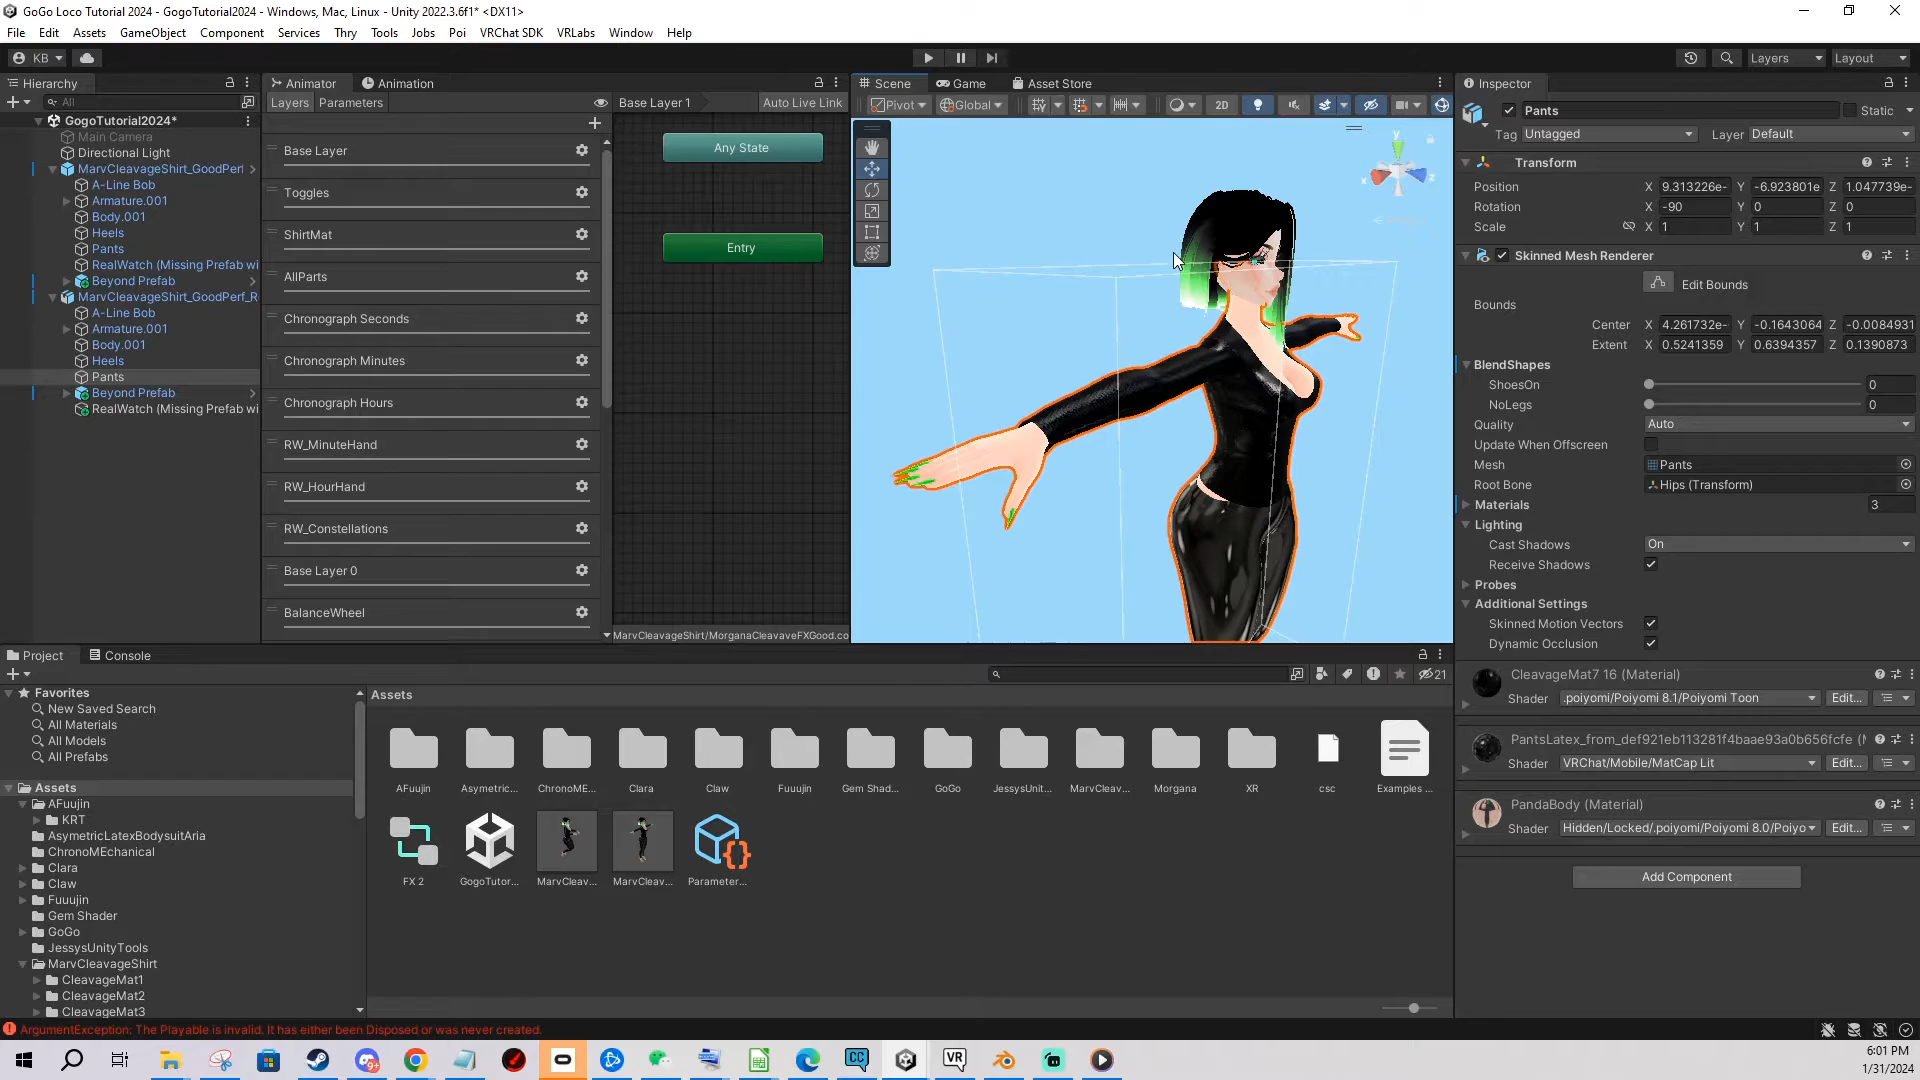 GoGo Loco Tutorial 2024 - GogoTutorial2024 - Windows, Mac, Linux - Unity 2022.3.6f1* <DX11>
File Edit Assets GameObject Component Services Thry Tools Jobs Poi VRChat SDK VRLabs Window Help
KB
Layers Layout
Hierarchy
All
GogoTutorial2024*
Main Camera
Directional Light
MarvCleavageShirt_GoodPerf
A-Line Bob
Armature.001
Body.001
Heels
Pants
RealWatch (Missing Prefab wi
Beyond Prefab
MarvCleavageShirt_GoodPerf_R
A-Line Bob
Armature.001
Body.001
Heels
Pants
Beyond Prefab
RealWatch (Missing Prefab wi
Animator Animation
Layers Parameters
Base Layer 1 Auto Live Link
Base Layer
Toggles
ShirtMat
AllParts
Chronograph Seconds
Chronograph Minutes
Chronograph Hours
RW_MinuteHand
RW_HourHand
RW_Constellations
Base Layer 0
BalanceWheel
Any State
Entry
MarvCleavageShirt/MorganaCleavaveFXGood.co
Scene Game Asset Store
Pivot Global 2D
y
x
z
Inspector
Pants Static
Tag Untagged Layer Default
Transform
Position X 9.313226e- Y -6.923801e Z 1.047739e-
Rotation X -90 Y 0 Z 0
Scale X 1 Y 1 Z 1
Skinned Mesh Renderer
Edit Bounds
Bounds
Center X 4.261732e- Y -0.1643064 Z -0.0084931
Extent X 0.5241359 Y 0.6394357 Z 0.1390873
BlendShapes
ShoesOn 0
NoLegs 0
Quality Auto
Update When Offscreen
Mesh Pants
Root Bone Hips (Transform)
Materials 3
Lighting
Cast Shadows On
Receive Shadows
Probes
Additional Settings
Skinned Motion Vectors
Dynamic Occlusion
CleavageMat7 16 (Material)
Shader .poiyomi/Poiyomi 8.1/Poiyomi Toon Edit...
PantsLatex_from_def921eb113281f4baae93a0b656fcfe (
Shader VRChat/Mobile/MatCap Lit Edit...
PandaBody (Material)
Shader Hidden/Locked/.poiyomi/Poiyomi 8.0/Poiyo Edit...
Add Component
Project Console
21
Favorites
New Saved Search
All Materials
All Models
All Prefabs
Assets
AFuujin
KRT
AsymetricLatexBodysuitAria
ChronoMEchanical
Clara
Claw
Fuuujin
Gem Shader
GoGo
JessysUnityTools
MarvCleavageShirt
CleavageMat1
CleavageMat2
CleavageMat3
Assets
AFuujin Asymetric... ChronoME... Clara Claw Fuuujin Gem Shad... GoGo JessysUnit... MarvCleav... Morgana XR csc Examples ...
FX 2 GogoTutor... MarvCleav... MarvCleav... Parameter...
ArgumentException: The Playable is invalid. It has either been Disposed or was never created.
6:01 PM
1/31/2024